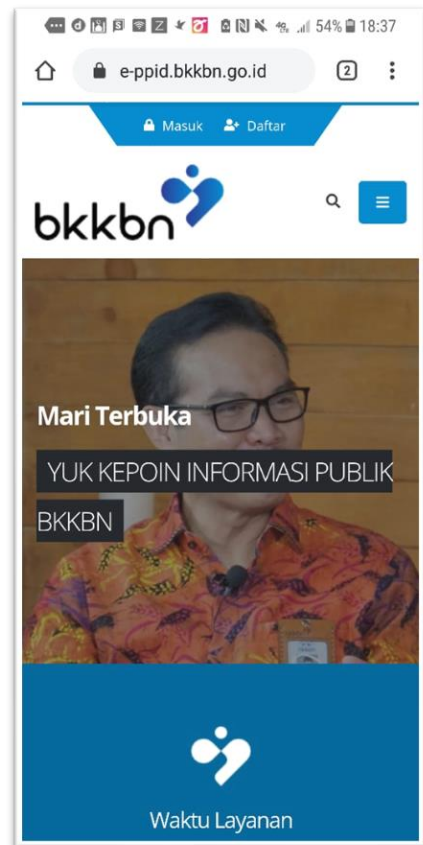 54% 18:37
e-ppid.bkkbn.go.id 2
Masuk Daftar
bkkbn
Mari Terbuka
YUK KEPOIN INFORMASI PUBLIK
BKKBN
Waktu Layanan